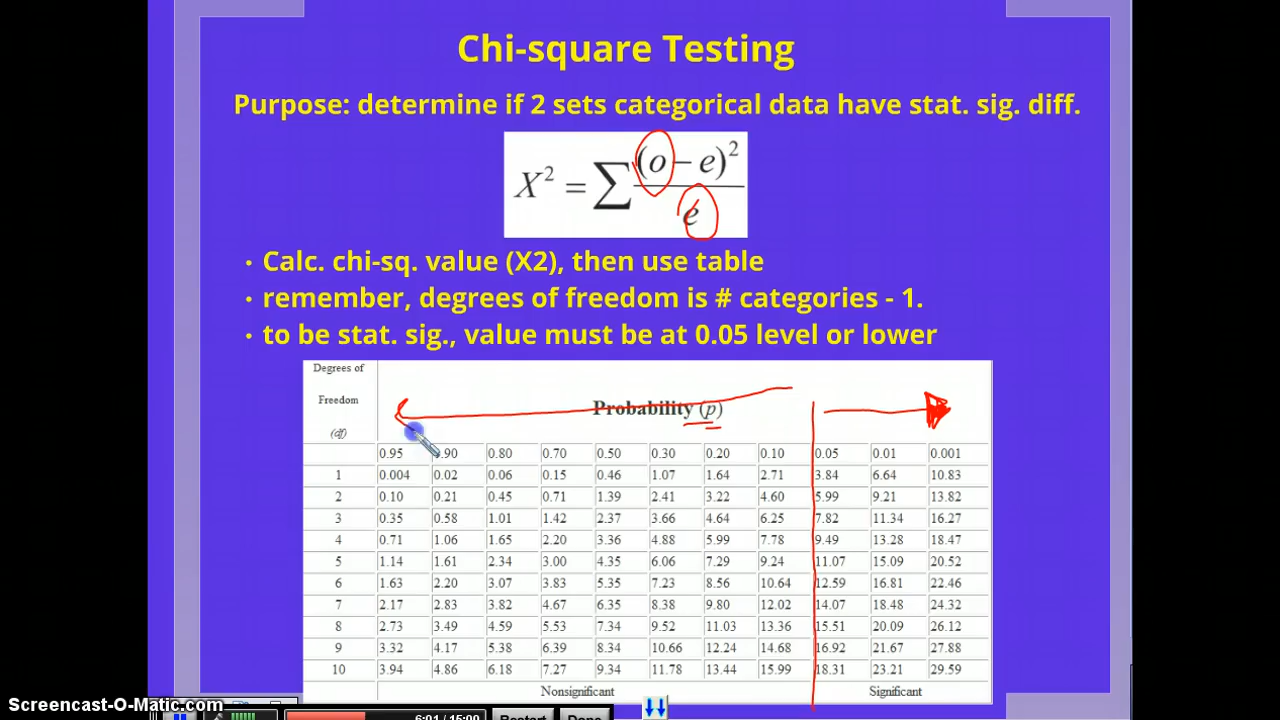 Chi-square Testing
Purpose: determine if 2 sets categorical data have stat. sig. diff.
X² = ∑ (o – e)² / e
• Calc. chi-sq. value (X2), then use table
• remember, degrees of freedom is # categories - 1.
• to be stat. sig., value must be at 0.05 level or lower
Degrees of
Freedom
(df)
Probability (p)
0.95 .90 0.80 0.70 0.50 0.30 0.20 0.10 0.05 0.01 0.001
1 0.004 0.02 0.06 0.15 0.46 1.07 1.64 2.71 3.84 6.64 10.83
2 0.10 0.21 0.45 0.71 1.39 2.41 3.22 4.60 5.99 9.21 13.82
3 0.35 0.58 1.01 1.42 2.37 3.66 4.64 6.25 7.82 11.34 16.27
4 0.71 1.06 1.65 2.20 3.36 4.88 5.99 7.78 9.49 13.28 18.47
5 1.14 1.61 2.34 3.00 4.35 6.06 7.29 9.24 11.07 15.09 20.52
6 1.63 2.20 3.07 3.83 5.35 7.23 8.56 10.64 12.59 16.81 22.46
7 2.17 2.83 3.82 4.67 6.35 8.38 9.80 12.02 14.07 18.48 24.32
8 2.73 3.49 4.59 5.53 7.34 9.52 11.03 13.36 15.51 20.09 26.12
9 3.32 4.17 5.38 6.39 8.34 10.66 12.24 14.68 16.92 21.67 27.88
10 3.94 4.86 6.18 7.27 9.34 11.78 13.44 15.99 18.31 23.21 29.59
Nonsignificant Significant
Screencast-O-Matic.com
6:01 / 15:00 Restart Done